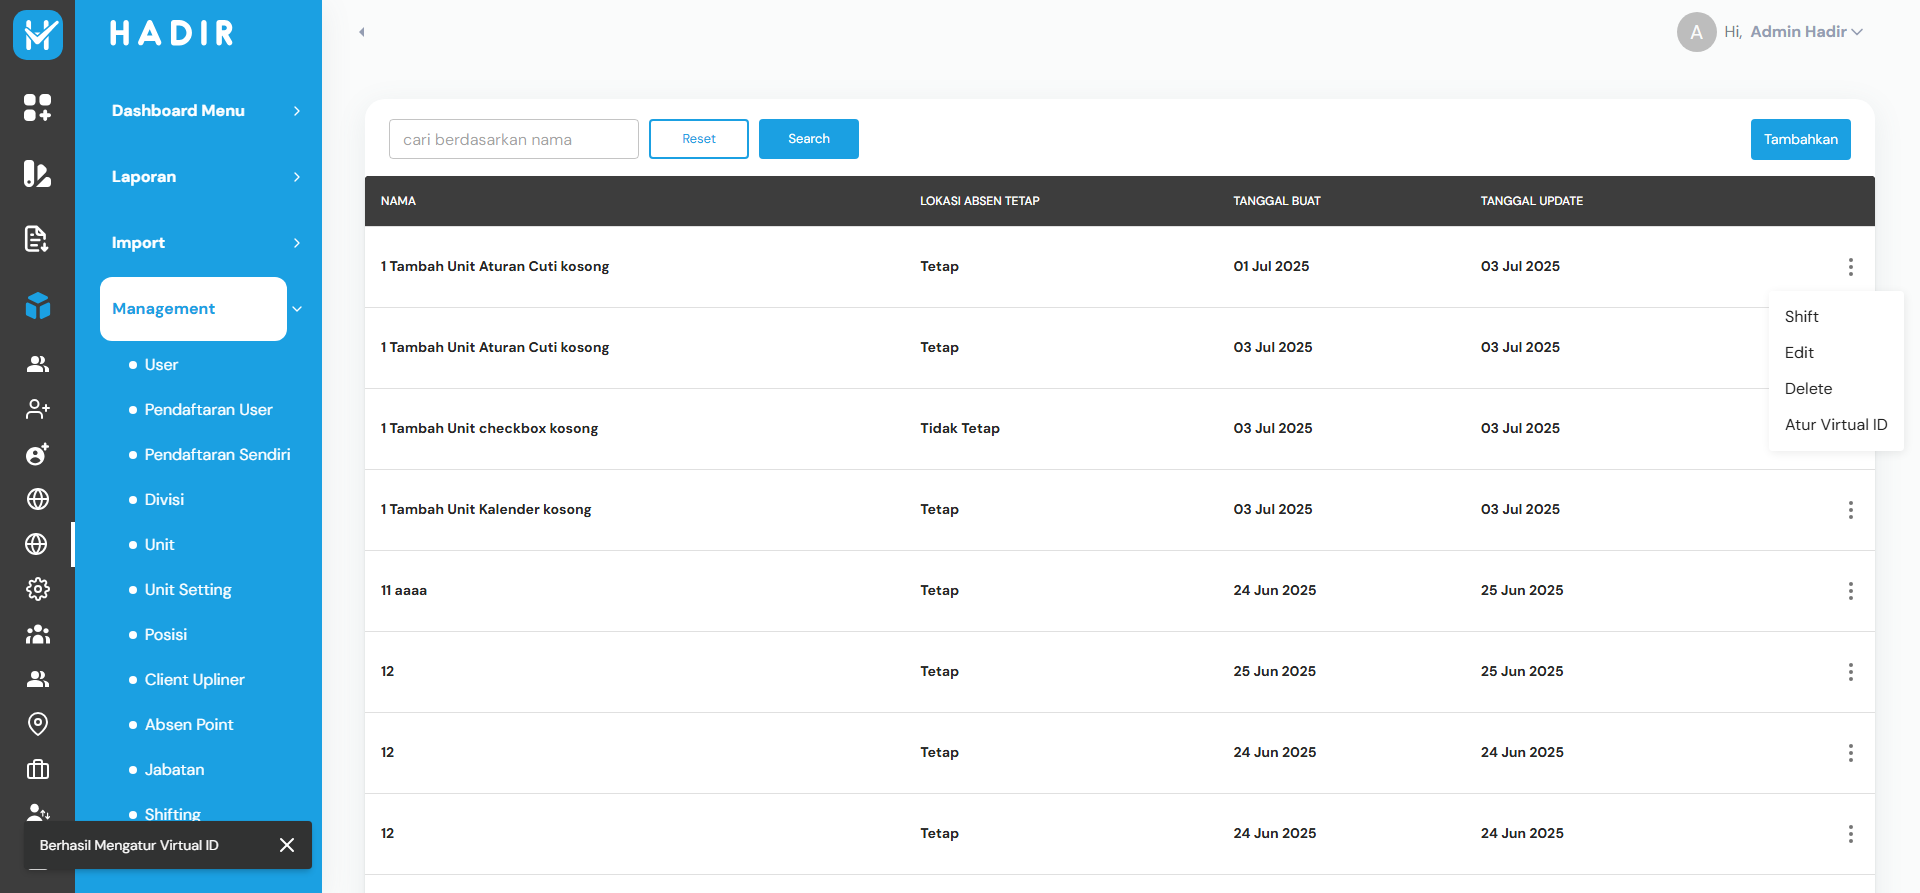 HADIR
Dashboard Menu
Laporan
Import
Management
User
Pendaftaran User
Pendaftaran Sendiri
Divisi
Unit
Unit Setting
Posisi
Client Upliner
Absen Point
Jabatan
Shifting
Berhasil Mengatur Virtual ID
A Hi, Admin Hadir
cari berdasarkan nama Reset Search Tambahkan
NAMA LOKASI ABSEN TETAP TANGGAL BUAT TANGGAL UPDATE
1 Tambah Unit Aturan Cuti kosong Tetap 01 Jul 2025 03 Jul 2025
1 Tambah Unit Aturan Cuti kosong Tetap 03 Jul 2025 03 Jul 2025
1 Tambah Unit checkbox kosong Tidak Tetap 03 Jul 2025 03 Jul 2025
1 Tambah Unit Kalender kosong Tetap 03 Jul 2025 03 Jul 2025
11 aaaa Tetap 24 Jun 2025 25 Jun 2025
12 Tetap 25 Jun 2025 25 Jun 2025
12 Tetap 24 Jun 2025 24 Jun 2025
12 Tetap 24 Jun 2025 24 Jun 2025
Shift
Edit
Delete
Atur Virtual ID